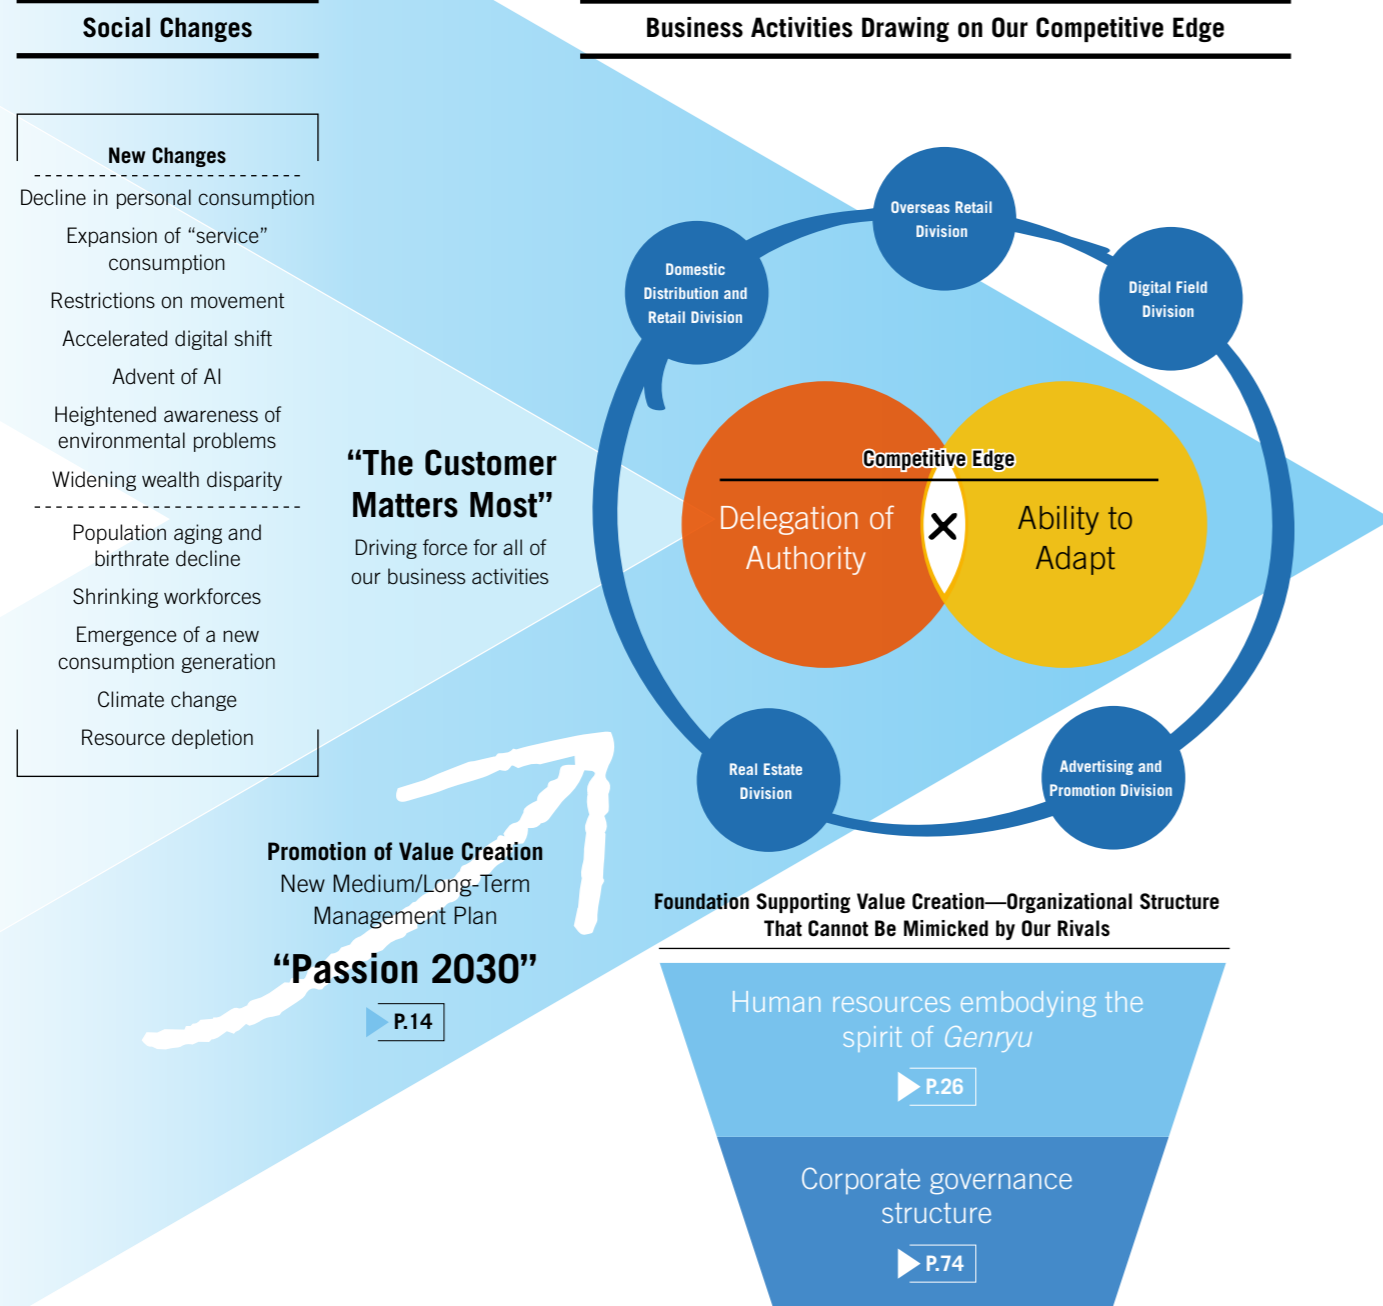 Social Changes
New Changes
Decline in personal consumption
Expansion of “service”
consumption
Restrictions on movement
Accelerated digital shift
Advent of AI
Heightened awareness of
environmental problems
Widening wealth disparity
Population aging and
birthrate decline
Shrinking workforces
Emergence of a new
consumption generation
Climate change
Resource depletion
“The Customer
Matters Most”
Driving force for all of
our business activities
Promotion of Value Creation
New Medium/Long-Term
Management Plan
“Passion 2030”
P.14
Business Activities Drawing on Our Competitive Edge
Overseas Retail
Division
Domestic
Distribution and
Retail Division
Digital Field
Division
Competitive Edge
Delegation of
Authority
×
Ability to
Adapt
Real Estate
Division
Advertising and
Promotion Division
Foundation Supporting Value Creation—Organizational Structure
That Cannot Be Mimicked by Our Rivals
Human resources embodying the
spirit of Genryu
P.26
Corporate governance
structure
P.74